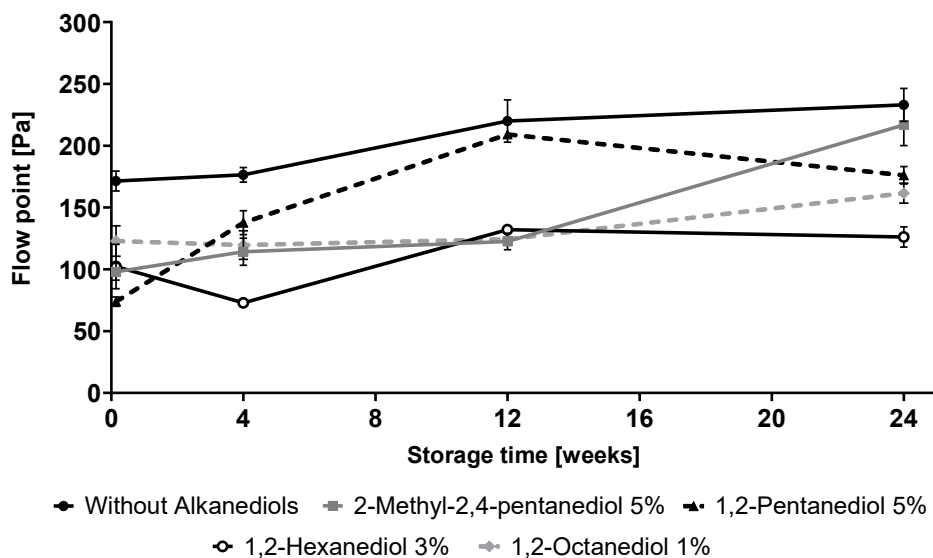 300
250
200
150
100
50
0
Flow point [Pa]
0 4 8 12 16 20 24
Storage time [weeks]
Without Alkanediols 2-Methyl-2,4-pentanediol 5% 1,2-Pentanediol 5%
1,2-Hexanediol 3% 1,2-Octanediol 1%